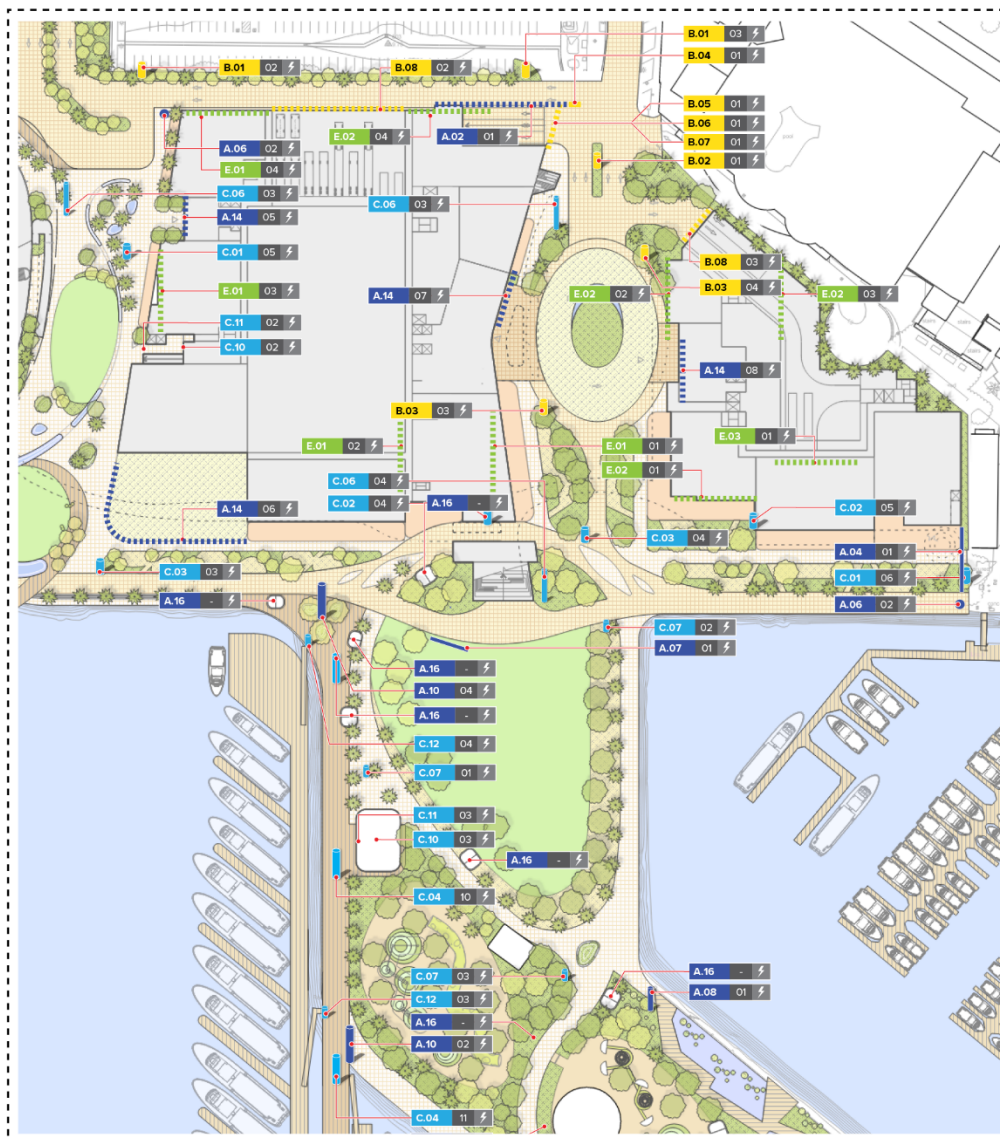 B.01 03
B.04 01
B.01 02
B.08 02
B.05 01
B.06 01
B.07 01
B.02 01
E.02 04
A.02 01
A.06 02
E.01 04
C.06 03
C.06 03
A.14 05
C.01 05
B.08 03
B.03 04
E.01 03
A.14 07
E.02 02
E.02 03
C.11 02
C.10 02
A.14 08
B.03 03
E.01 02
E.01 01
E.03 01
E.02 01
C.06 04
C.02 04
A.16 -
A.14 06
C.02 05
C.03 04
A.04 01
C.03 03
C.01 06
A.16 -
A.06 02
C.07 02
A.07 01
A.16 -
A.10 04
A.16 -
C.12 04
C.07 01
C.11 03
C.10 03
A.16 -
C.04 10
C.07 03
A.16 -
A.08 01
C.12 03
A.16 -
A.10 02
C.04 11